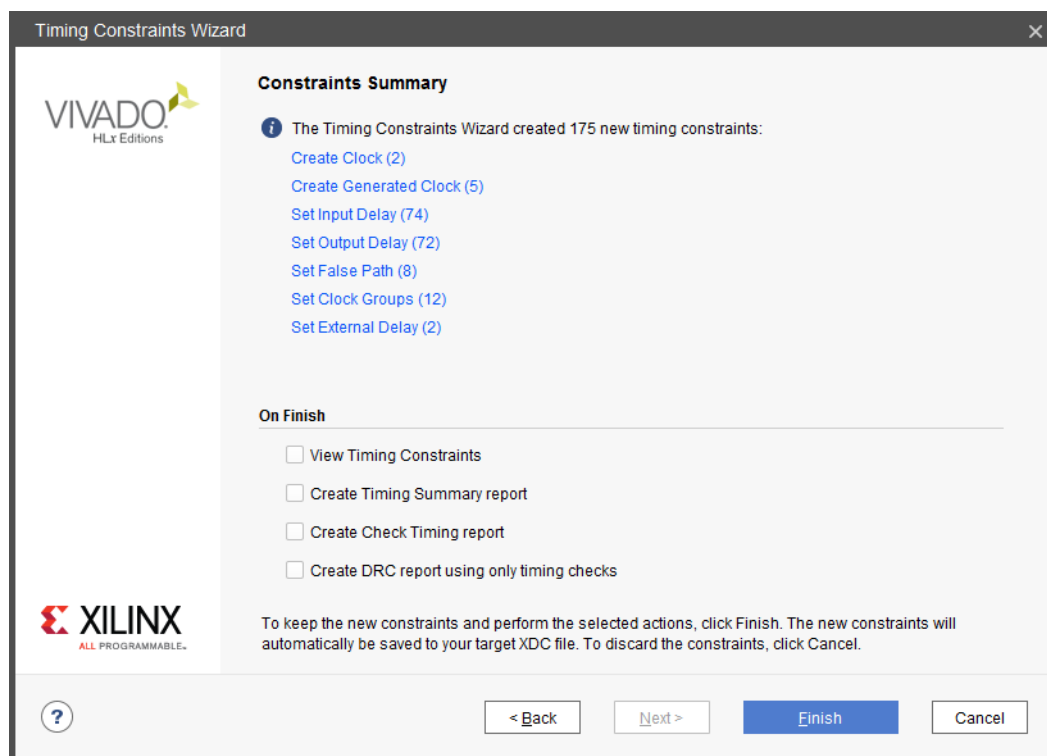 Timing Constraints Wizard
VIVADO.
HLx Editions
Constraints Summary
The Timing Constraints Wizard created 175 new timing constraints:
Create Clock (2)
Create Generated Clock (5)
Set Input Delay (74)
Set Output Delay (72)
Set False Path (8)
Set Clock Groups (12)
Set External Delay (2)
On Finish
View Timing Constraints
Create Timing Summary report
Create Check Timing report
Create DRC report using only timing checks
XILINX
ALL PROGRAMMABLE.
To keep the new constraints and perform the selected actions, click Finish. The new constraints will
automatically be saved to your target XDC file. To discard the constraints, click Cancel.
?
< Back
Next >
Finish
Cancel